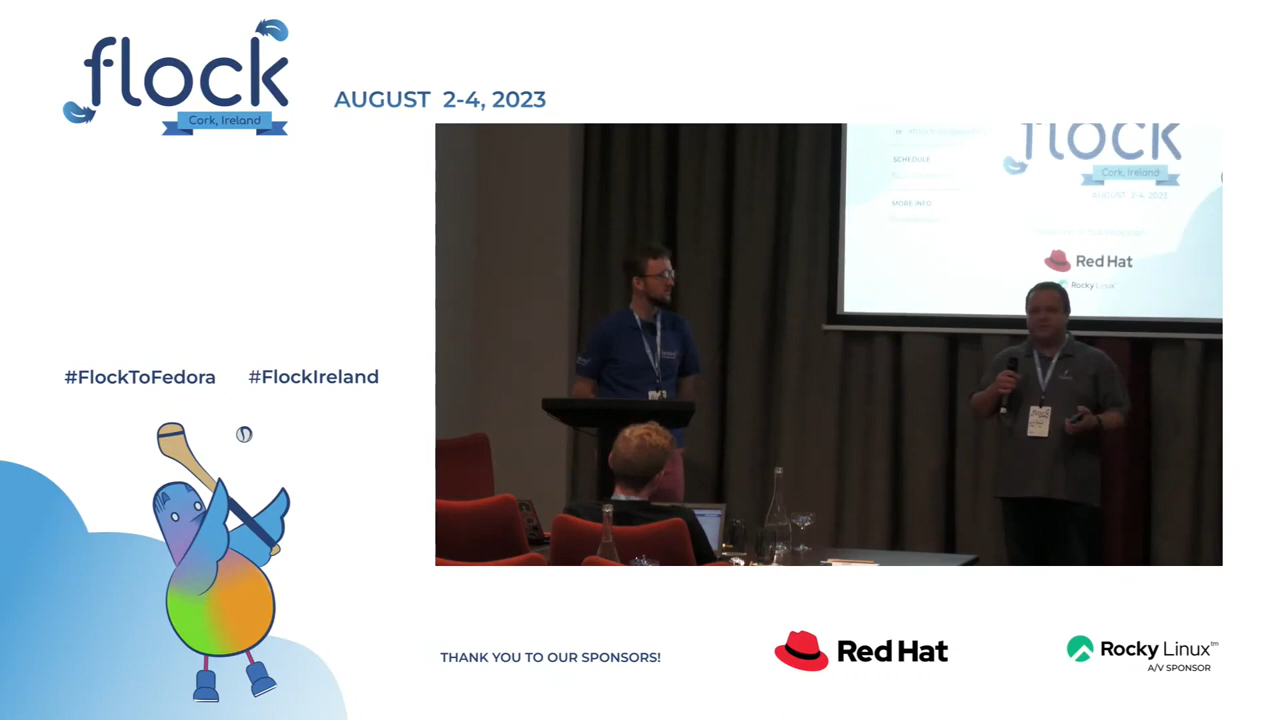 flock
Cork, Ireland
AUGUST 2-4, 2023
flock
Cork, Ireland
AUGUST 2-4, 2023
SCHEDULE
MORE INFO
Red Hat
Rocky Linux
#FlockToFedora #FlockIreland
THANK YOU TO OUR SPONSORS!
Red Hat
Rocky Linux™
A/V SPONSOR